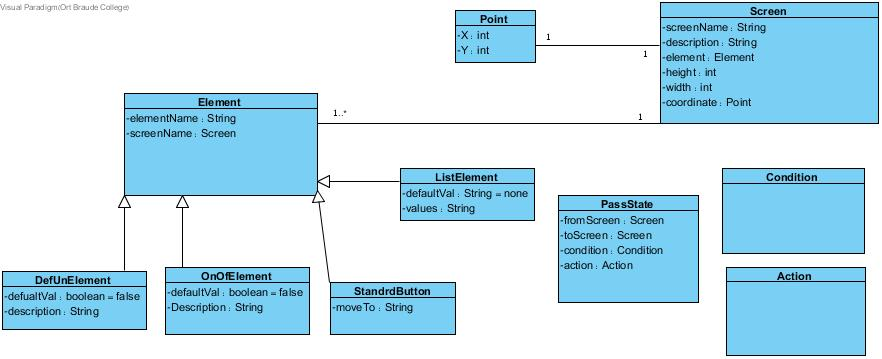 Visual Paradigm(Ort Braude College)
Point
-X : int
-Y : int
1
1
Screen
-screenName : String
-description : String
-element : Element
-height : int
-width : int
-coordinate : Point
Element
-elementName : String
-screenName : Screen
1..*
1
ListElement
-defaultVal : String = none
-values : String
PassState
-fromScreen : Screen
-toScreen : Screen
-condition : Condition
-action : Action
Condition
Action
DefUnElement
-defualtVal : boolean = false
-description : String
OnOfElement
-defaultVal : boolean = false
-Description : String
StandrdButton
-moveTo : String